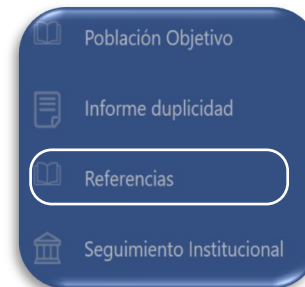 Población Objetivo
Informe duplicidad
Referencias
Seguimiento Institucional